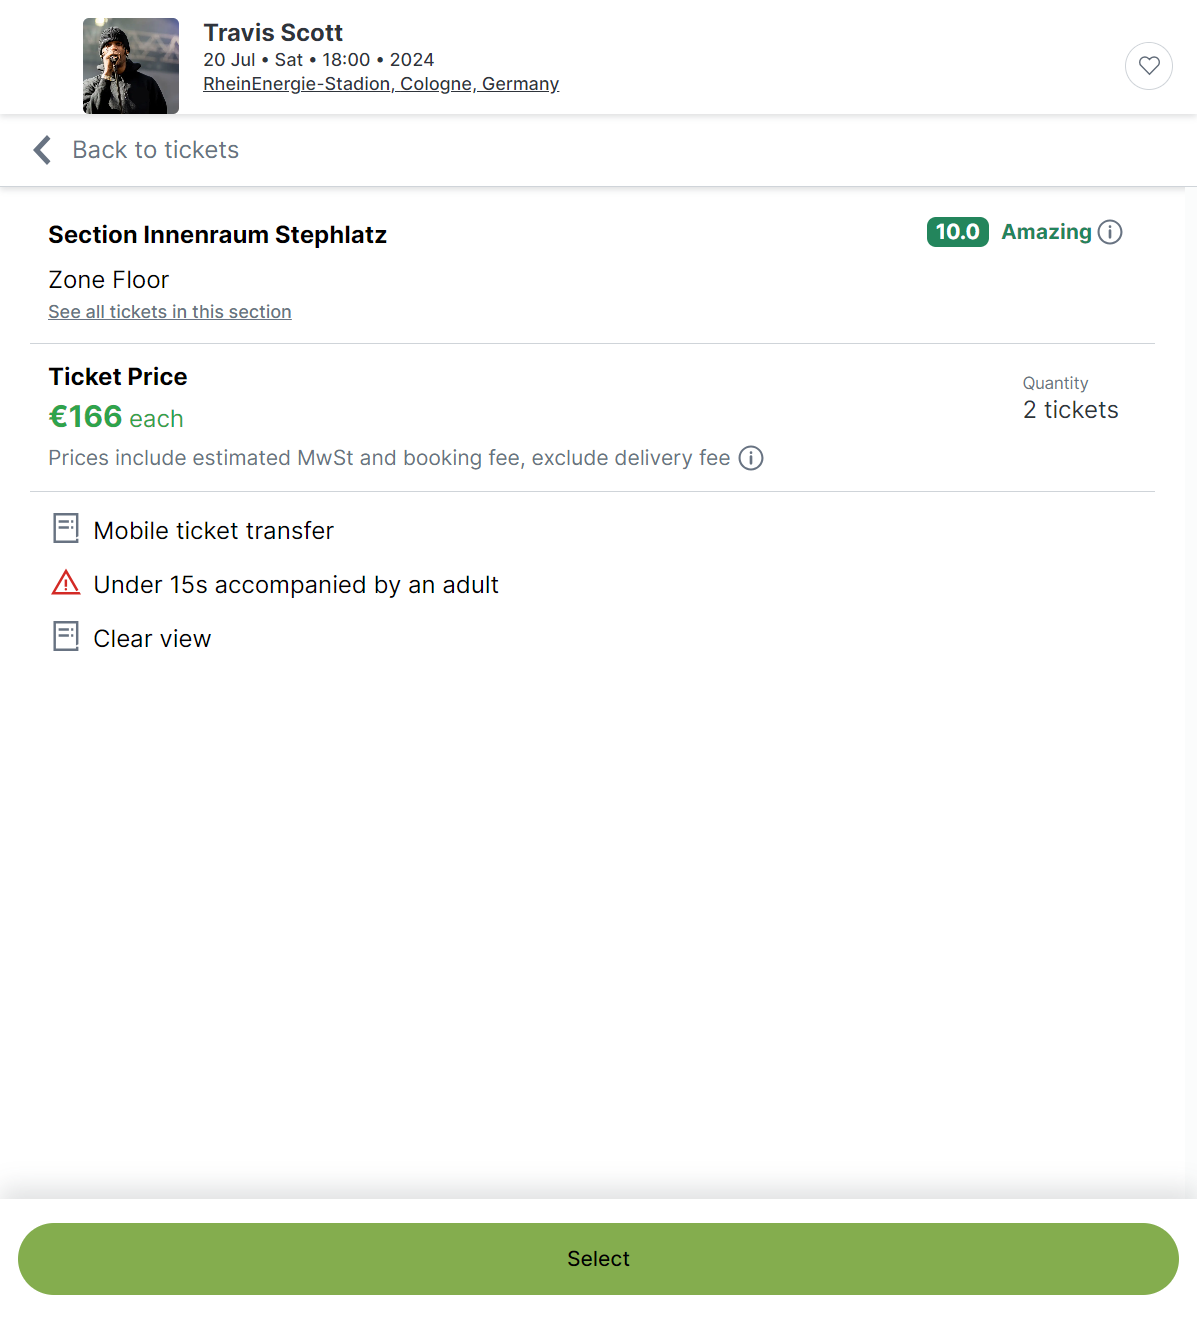 Travis Scott
20 Jul • Sat • 18:00 • 2024
RheinEnergie-Stadion, Cologne, Germany
Back to tickets
Section Innenraum Stephlatz
10.0 Amazing
Zone Floor
See all tickets in this section
Ticket Price
€166 each
Quantity
2 tickets
Prices include estimated MwSt and booking fee, exclude delivery fee
Mobile ticket transfer
Under 15s accompanied by an adult
Clear view
Select